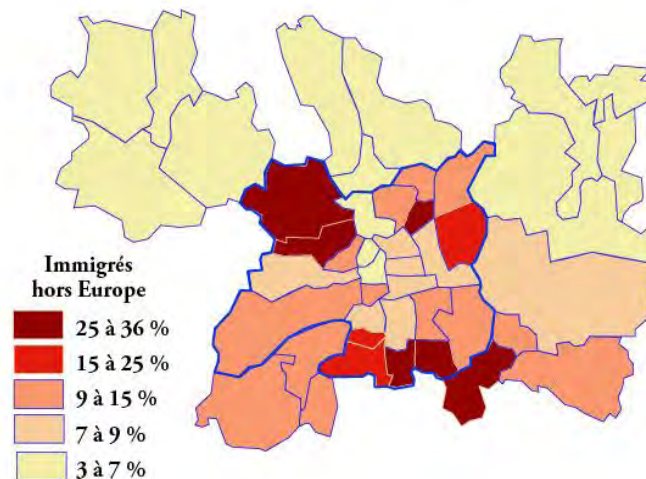 Immigrés
hors Europe
25 à 36 %
15 à 25 %
9 à 15 %
7 à 9 %
3 à 7 %